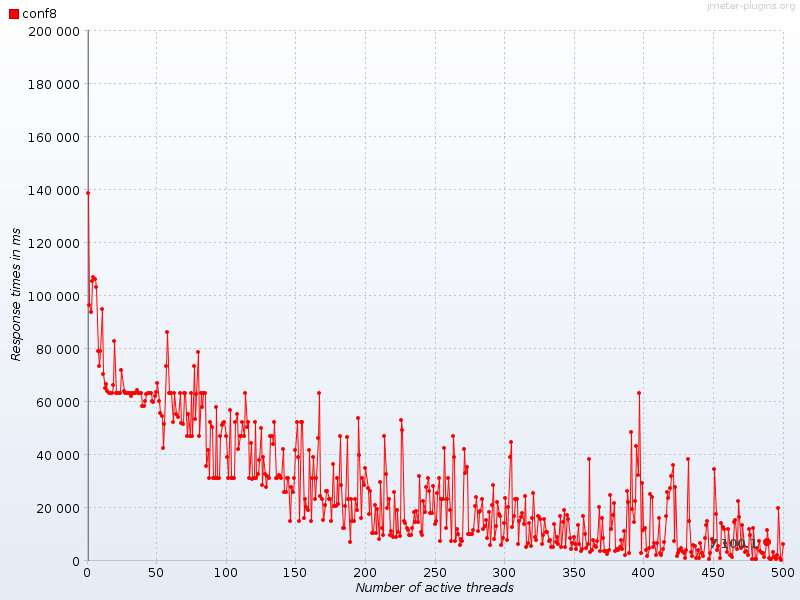 conf8
jmeter-plugins.org
200 000
180 000
160 000
140 000
120 000
100 000
80 000
60 000
40 000
20 000
0
Response times in ms
0 50 100 150 200 250 300 350 400 450 500
Number of active threads